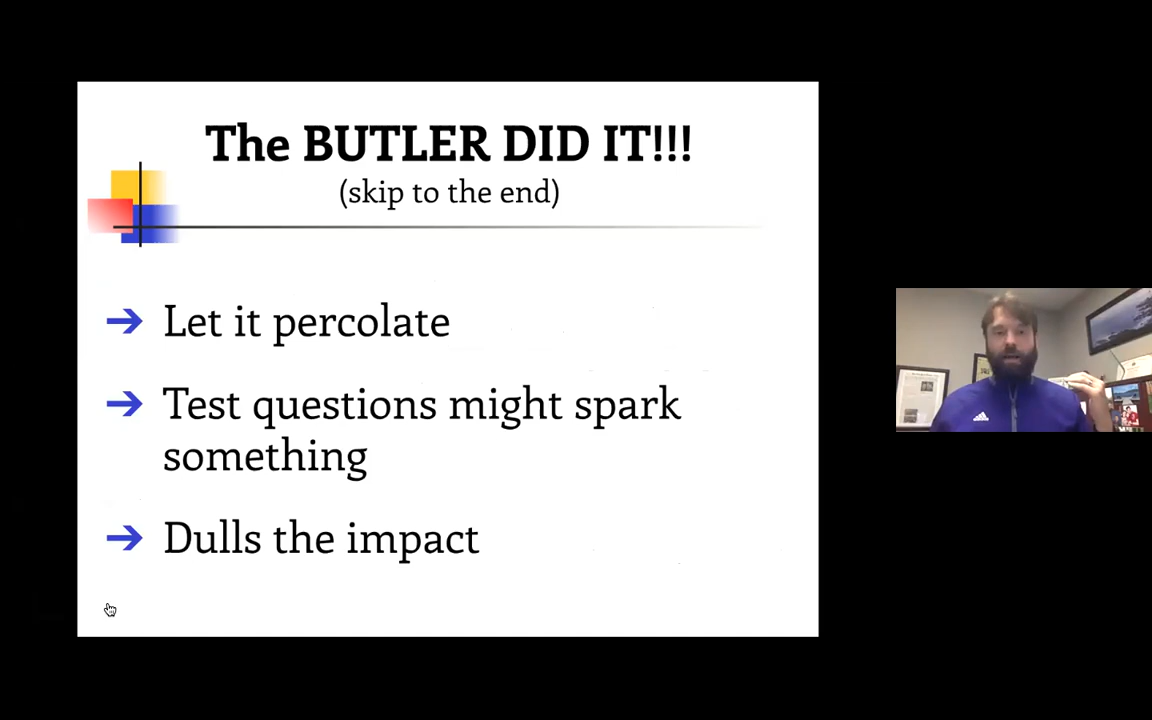 The BUTLER DID IT!!!
(skip to the end)
➔ Let it percolate
➔ Test questions might spark
something
➔ Dulls the impact